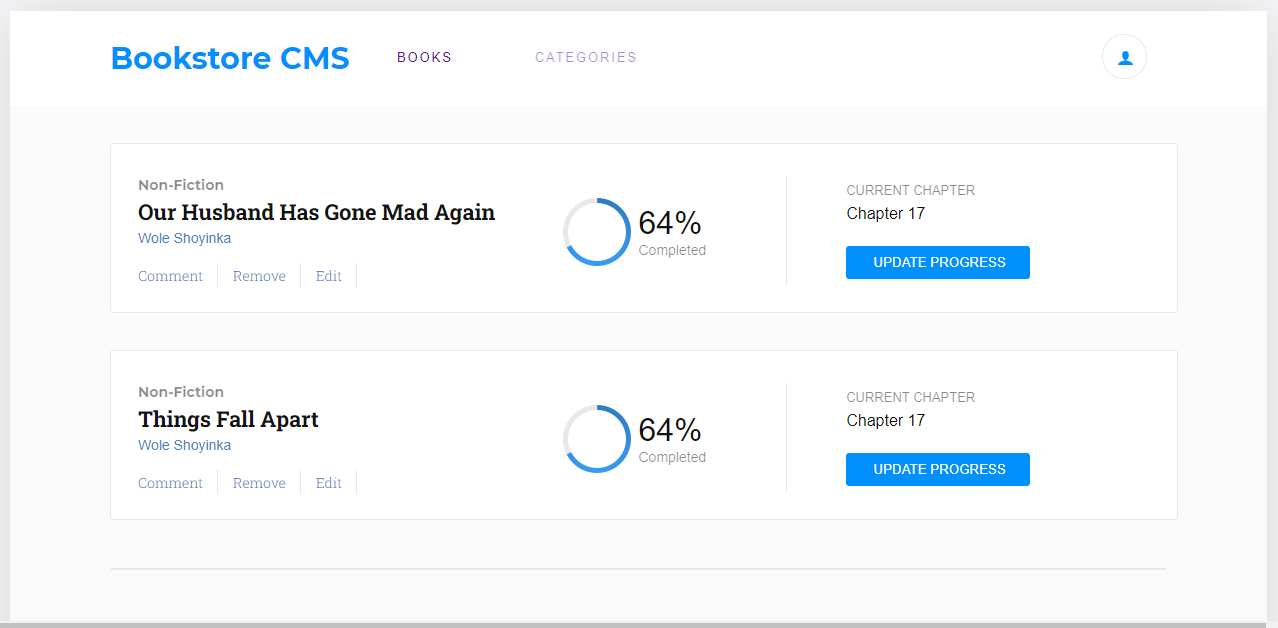 Bookstore CMS BOOKS CATEGORIES
Non-Fiction
Our Husband Has Gone Mad Again
Wole Shoyinka
Comment Remove Edit
64%
Completed
CURRENT CHAPTER
Chapter 17
UPDATE PROGRESS
Non-Fiction
Things Fall Apart
Wole Shoyinka
Comment Remove Edit
64%
Completed
CURRENT CHAPTER
Chapter 17
UPDATE PROGRESS